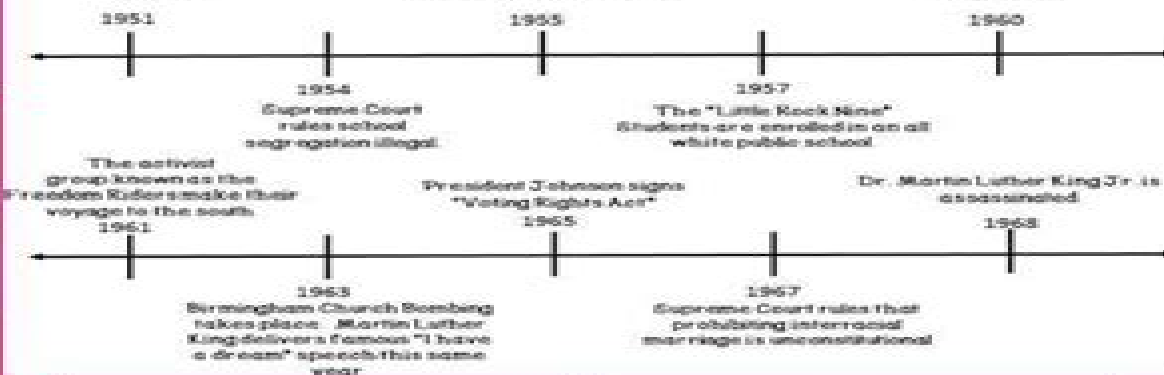 1951
1955
1960
1954
Supreme Court
rules school
segregation illegal
1957
The "Little Rock Nine"
Students are enrolled in an all
white public school
The activist
group known as the
Freedom Riders make their
voyage to the south
1961
President Johnson signs
"Voting Rights Act"
1965
Dr. Martin Luther King Jr. is
assassinated
1968
1963
Birmingham Church Bombing
takes place. Martin Luther
King delivers famous "I have
a dream" speech this same
year
1967
Supreme Court rules that
prohibiting interracial
marriage is unconstitutional